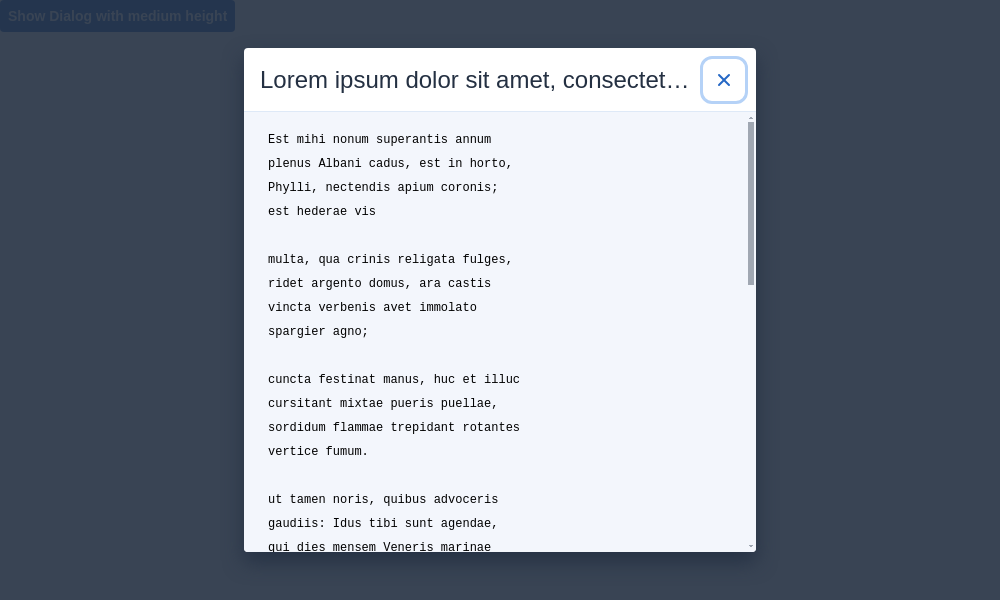 Show Dialog with medium height
Lorem ipsum dolor sit amet, consectet…
Est mihi nonum superantis annum
plenus Albani cadus, est in horto,
Phylli, nectendis apium coronis;
est hederae vis
multa, qua crinis religata fulges,
ridet argento domus, ara castis
vincta verbenis avet immolato
spargier agno;
cuncta festinat manus, huc et illuc
cursitant mixtae pueris puellae,
sordidum flammae trepidant rotantes
vertice fumum.
ut tamen noris, quibus advoceris
gaudiis: Idus tibi sunt agendae,
qui dies mensem Veneris marinae